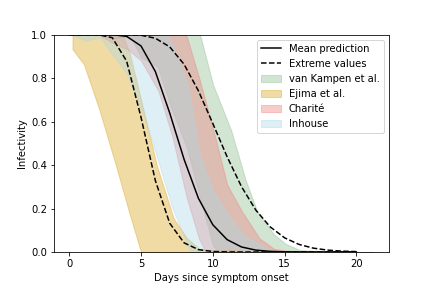 1.0
0.8
0.6
0.4
0.2
0.0
Infectivity
0
5
10
15
20
Days since symptom onset
Mean prediction
Extreme values
van Kampen et al.
Ejima et al.
Charité
Inhouse